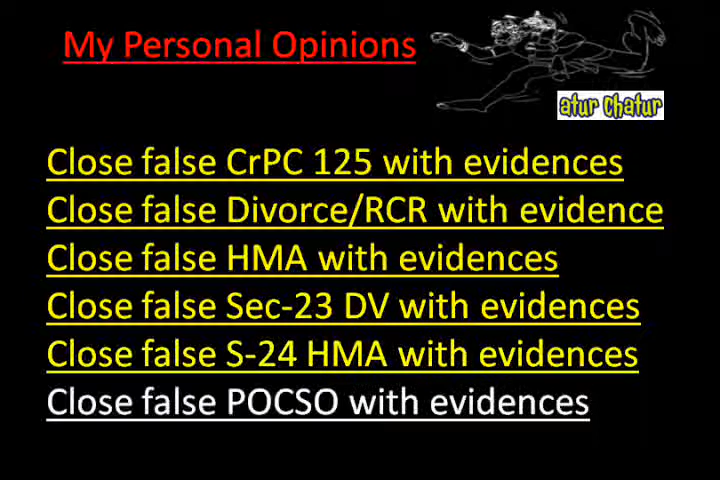 My Personal Opinions
atur Chatur
Close false CrPC 125 with evidences
Close false Divorce/RCR with evidence
Close false HMA with evidences
Close false Sec-23 DV with evidences
Close false S-24 HMA with evidences
Close false POCSO with evidences